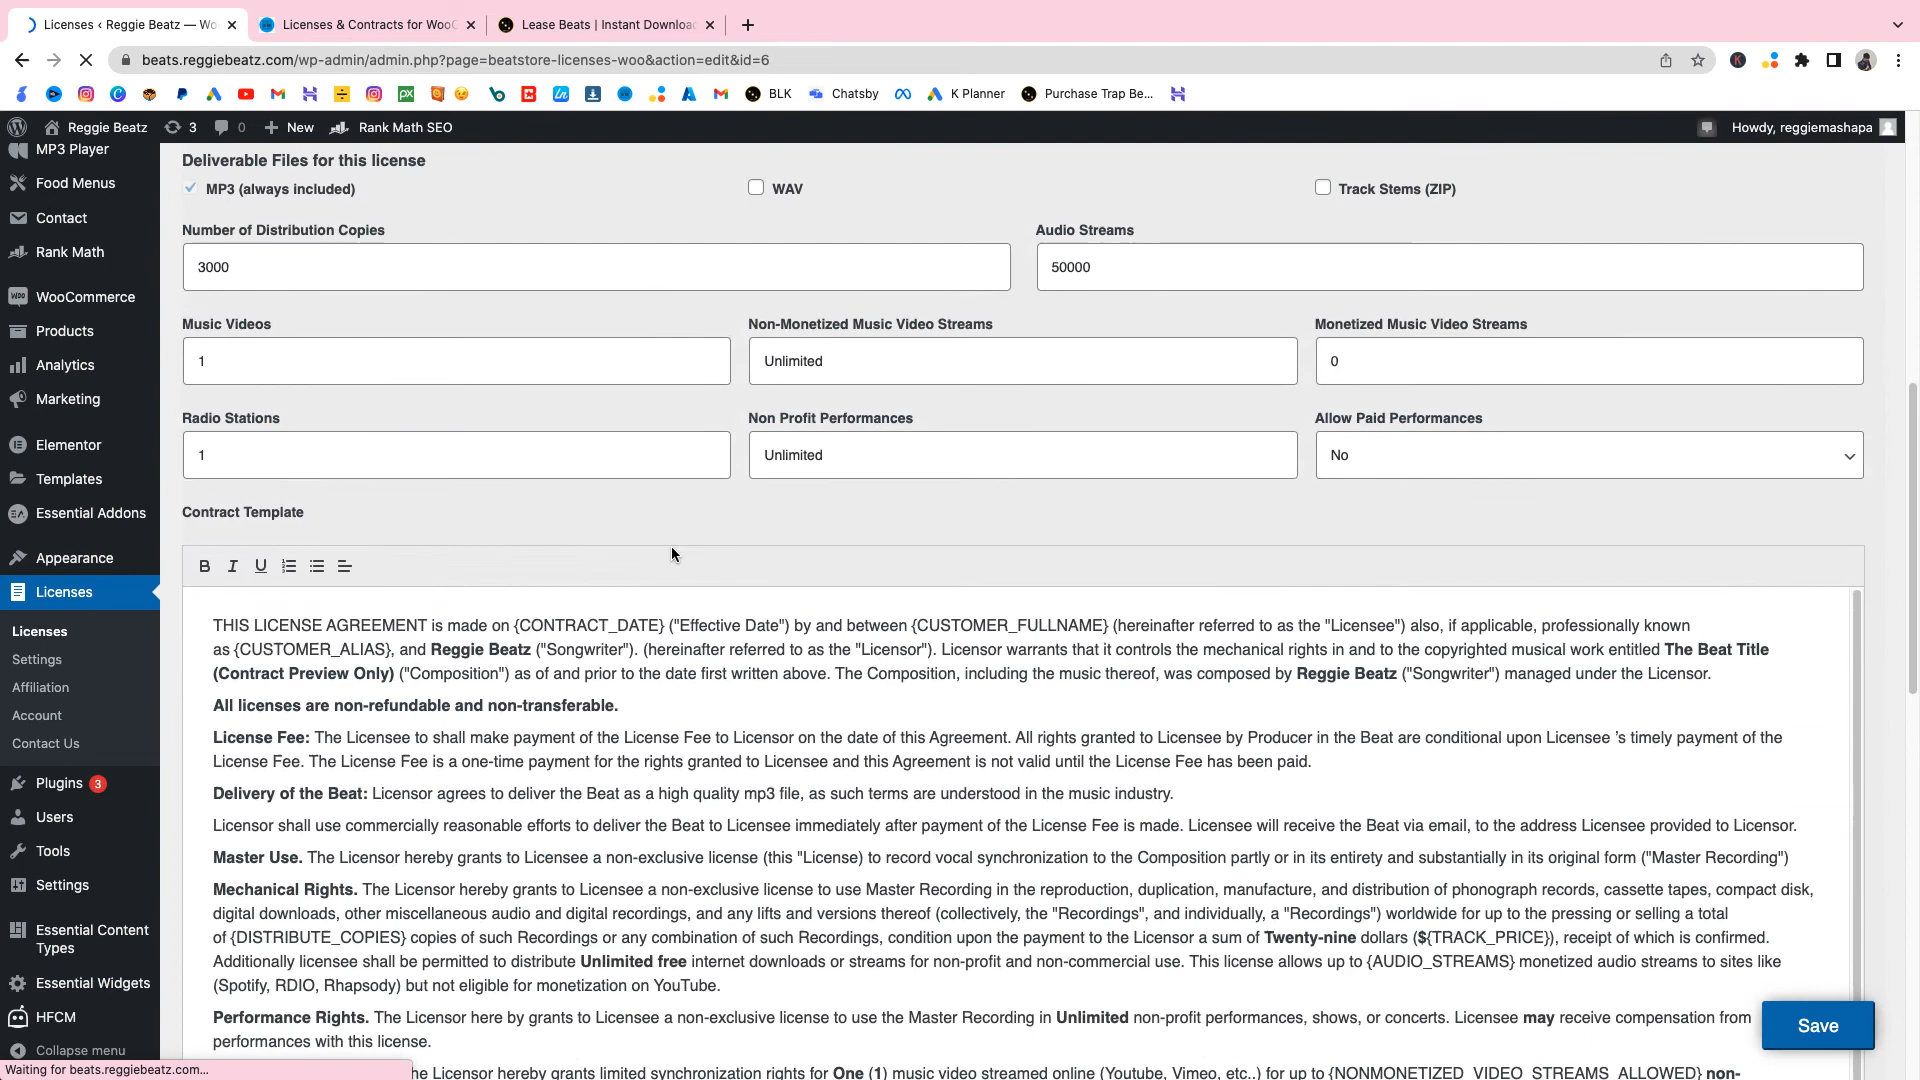 Licenses ‹ Reggie Beatz — Wo
Licenses & Contracts for WooC
Lease Beats | Instant Downloa
beats.reggiebeatz.com/wp-admin/admin.php?page=beatstore-licenses-woo&action=edit&id=6
BLK
Chatsby
K Planner
Purchase Trap Be...
Reggie Beatz
3
0
New
Rank Math SEO
Howdy, reggiemashapa
MP3 Player
Food Menus
Contact
Rank Math
WooCommerce
Products
Analytics
Marketing
Elementor
Templates
Essential Addons
Appearance
Licenses
Licenses
Settings
Affiliation
Account
Contact Us
Plugins 3
Users
Tools
Settings
Essential Content
Types
Essential Widgets
HFCM
Collapse menu
Waiting for beats.reggiebeatz.com...
Deliverable Files for this license
MP3 (always included)
WAV
Track Stems (ZIP)
Number of Distribution Copies
Audio Streams
3000
50000
Music Videos
Non-Monetized Music Video Streams
Monetized Music Video Streams
1
Unlimited
0
Radio Stations
Non Profit Performances
Allow Paid Performances
1
Unlimited
No
Contract Template
B I U
THIS LICENSE AGREEMENT is made on {CONTRACT_DATE} ("Effective Date") by and between {CUSTOMER_FULLNAME} (hereinafter referred to as the "Licensee") also, if applicable, professionally known
as {CUSTOMER_ALIAS}, and Reggie Beatz ("Songwriter"). (hereinafter referred to as the "Licensor"). Licensor warrants that it controls the mechanical rights in and to the copyrighted musical work entitled The Beat Title
(Contract Preview Only) ("Composition") as of and prior to the date first written above. The Composition, including the music thereof, was composed by Reggie Beatz ("Songwriter") managed under the Licensor.
All licenses are non-refundable and non-transferable.
License Fee: The Licensee to shall make payment of the License Fee to Licensor on the date of this Agreement. All rights granted to Licensee by Producer in the Beat are conditional upon Licensee 's timely payment of the
License Fee. The License Fee is a one-time payment for the rights granted to Licensee and this Agreement is not valid until the License Fee has been paid.
Delivery of the Beat: Licensor agrees to deliver the Beat as a high quality mp3 file, as such terms are understood in the music industry.
Licensor shall use commercially reasonable efforts to deliver the Beat to Licensee immediately after payment of the License Fee is made. Licensee will receive the Beat via email, to the address Licensee provided to Licensor.
Master Use. The Licensor hereby grants to Licensee a non-exclusive license (this "License) to record vocal synchronization to the Composition partly or in its entirety and substantially in its original form ("Master Recording")
Mechanical Rights. The Licensor hereby grants to Licensee a non-exclusive license to use Master Recording in the reproduction, duplication, manufacture, and distribution of phonograph records, cassette tapes, compact disk,
digital downloads, other miscellaneous audio and digital recordings, and any lifts and versions thereof (collectively, the "Recordings", and individually, a "Recordings") worldwide for up to the pressing or selling a total
of {DISTRIBUTE_COPIES} copies of such Recordings or any combination of such Recordings, condition upon the payment to the Licensor a sum of Twenty-nine dollars (${TRACK_PRICE}), receipt of which is confirmed.
Additionally licensee shall be permitted to distribute Unlimited free internet downloads or streams for non-profit and non-commercial use. This license allows up to {AUDIO_STREAMS} monetized audio streams to sites like
(Spotify, RDIO, Rhapsody) but not eligible for monetization on YouTube.
Performance Rights. The Licensor here by grants to Licensee a non-exclusive license to use the Master Recording in Unlimited non-profit performances, shows, or concerts. Licensee may receive compensation from
performances with this license.
he Licensor hereby grants limited synchronization rights for One (1) music video streamed online (Youtube, Vimeo, etc..) for up to {NONMONETIZED_VIDEO_STREAMS_ALLOWED} non-
Save